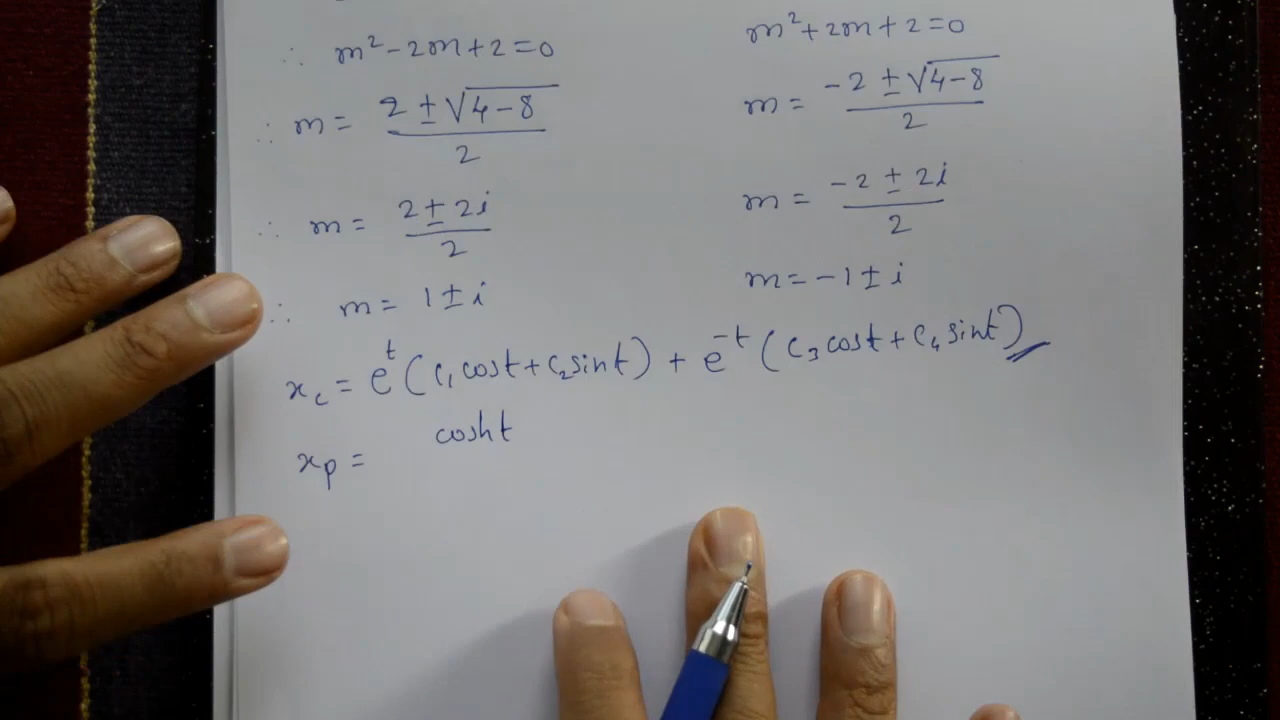 ∴ m² - 2m + 2 = 0
∴ m = (2 ± √(4 - 8)) / 2
∴ m = (2 ± 2i) / 2
∴ m = 1 ± i
m² + 2m + 2 = 0
m = (-2 ± √(4 - 8)) / 2
m = (-2 ± 2i) / 2
m = -1 ± i
x_c = e^t (c₁ cost + c₂ sint) + e^-t (c₃ cost + c₄ sint)
cosht
x_p =